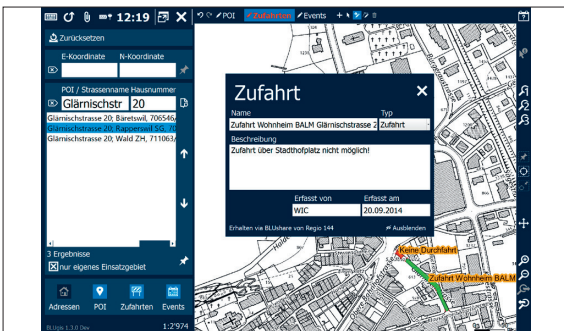 12:19
POI
Zufahrten
Events
Zurücksetzen
E-Koordinate N-Koordinate
POI / Strassenname Hausnummer
Glärnischstr 20
Glärnischstrasse 20; Bäretswil, 706546/
Glärnischstrasse 20; Rapperswil SG, 70
Glärnischstrasse 20; Wald ZH, 711063/
3 Ergebnisse
nur eigenes Einsatzgebiet
Adressen POI Zufahrten Events
BLUps 1.3.0 Dev 1:2'974
Zufahrt
Name Typ
Zufahrt Wohnheim BALM Glärnischstrasse 2 Zufahrt
Beschreibung
Zufahrt über Stadthofplatz nicht möglich!
Erfasst von Erfasst am
WIC 20.09.2014
Erhalten via BLUshare von Regio 144 Ausblenden
Keine Durchfahrt
Zufahrt Wohnheim BALM